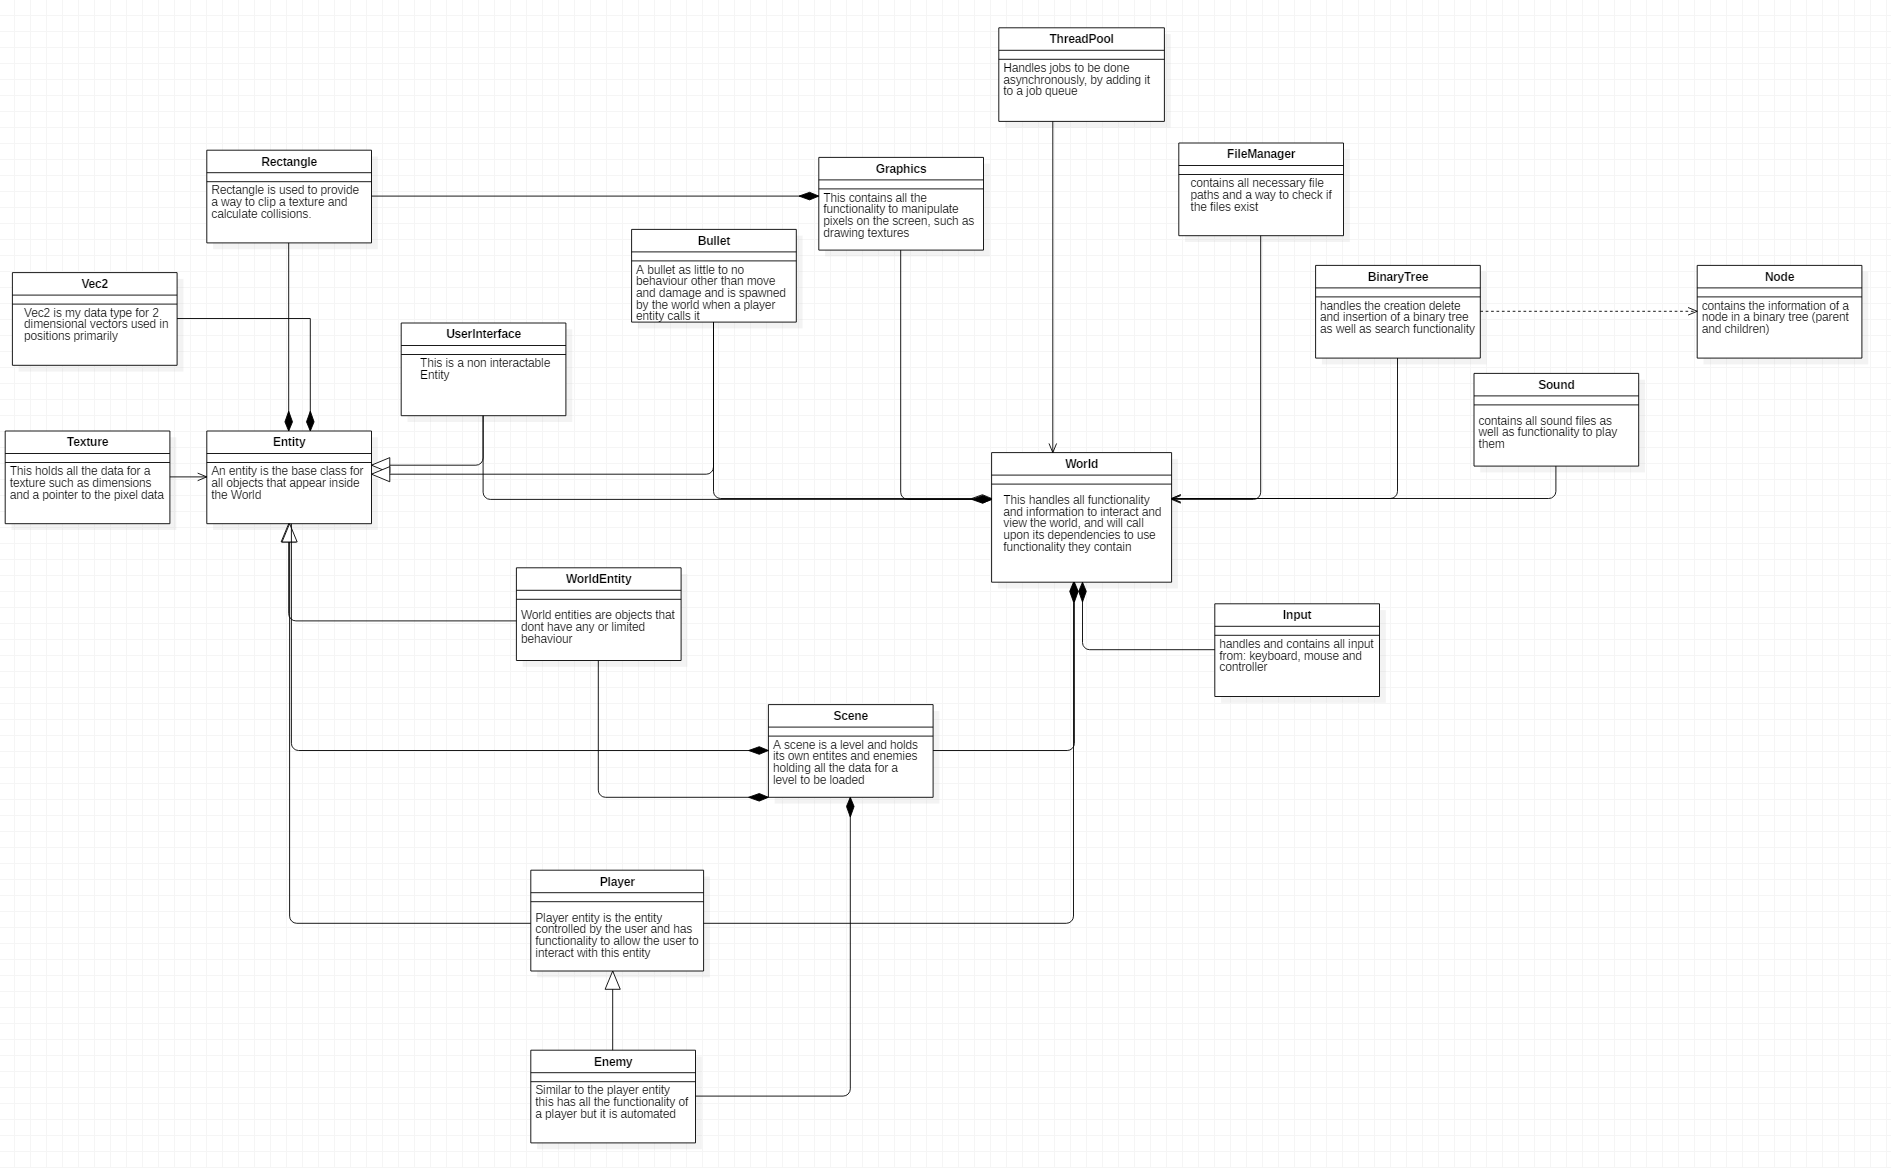 ThreadPool
Handles jobs to be done
asynchronously, by adding it
to a job queue
FileManager
contains all necessary file
paths and a way to check if
the files exist
Rectangle
Rectangle is used to provide
a way to clip a texture and
calculate collisions.
Graphics
This contains all the
functionality to manipulate
pixels on the screen, such as
drawing textures
Bullet
A bullet as little to no
behaviour other than move
and damage and is spawned
by the world when a player
entity calls it
Vec2
Vec2 is my data type for 2
dimensional vectors used in
positions primarily
BinaryTree
handles the creation delete
and insertion of a binary tree
as well as search functionality
Node
contains the information of a
node in a binary tree (parent
and children)
UserInterface
This is a non interactable
Entity
Sound
contains all sound files as
well as functionality to play
them
Texture
This holds all the data for a
texture such as dimensions
and a pointer to the pixel data
Entity
An entity is the base class for
all objects that appear inside
the World
World
This handles all functionality
and information to interact and
view the world, and will call
upon its dependencies to use
functionality they contain
WorldEntity
World entities are objects that
dont have any or limited
behaviour
Input
handles and contains all input
from: keyboard, mouse and
controller
Scene
A scene is a level and holds
its own entites and enemies
holding all the data for a
level to be loaded
Player
Player entity is the entity
controlled by the user and has
functionality to allow the user to
interact with this entity
Enemy
Similar to the player entity
this has all the functionality of
a player but it is automated